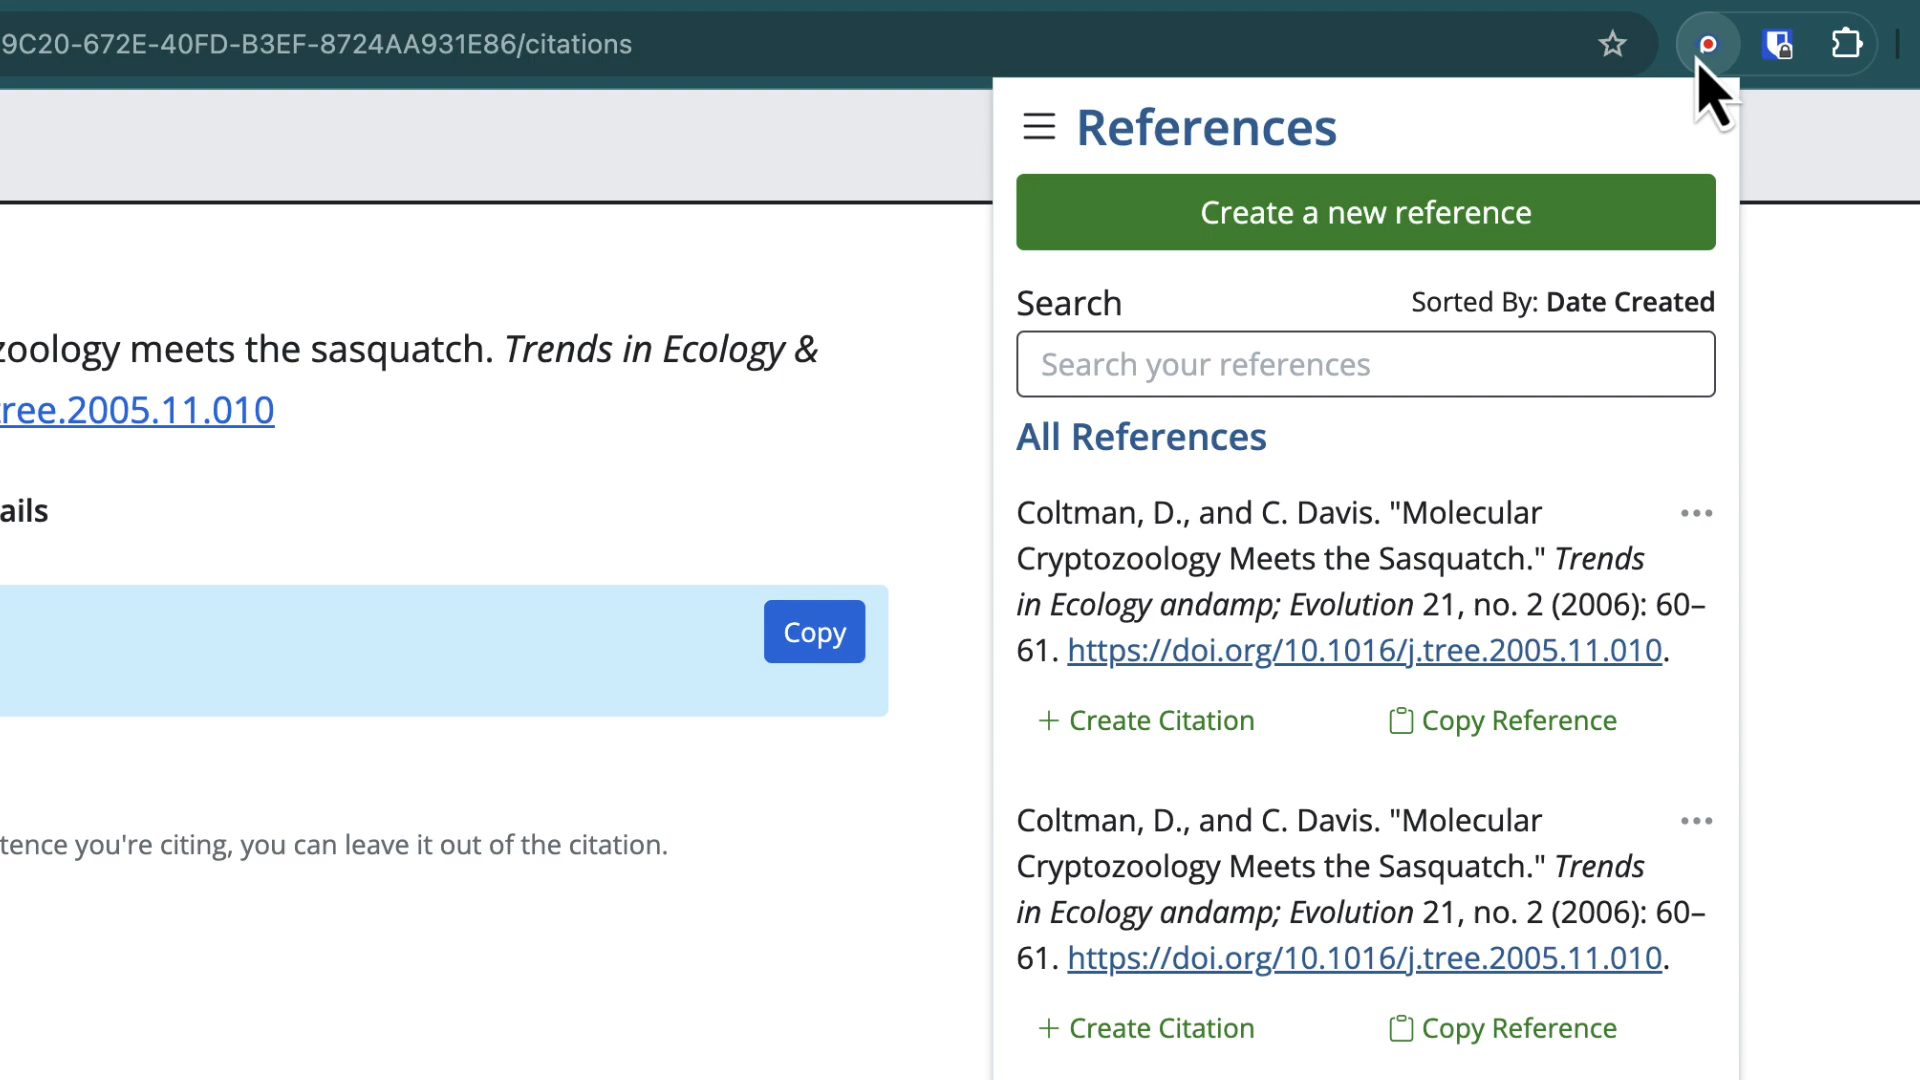 9C20-672E-40FD-B3EF-8724AA931E86/citations
zoology meets the sasquatch. Trends in Ecology &
tree.2005.11.010
ails
Copy
tence you're citing, you can leave it out of the citation.
References
Create a new reference
Search
Sorted By: Date Created
Search your references
All References
Coltman, D., and C. Davis. "Molecular
Cryptozoology Meets the Sasquatch." Trends
in Ecology andamp; Evolution 21, no. 2 (2006): 60–
61. https://doi.org/10.1016/j.tree.2005.11.010.
Create Citation
Copy Reference
Coltman, D., and C. Davis. "Molecular
Cryptozoology Meets the Sasquatch." Trends
in Ecology andamp; Evolution 21, no. 2 (2006): 60–
61. https://doi.org/10.1016/j.tree.2005.11.010.
Create Citation
Copy Reference